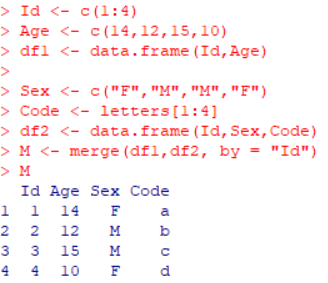 > Id <- c(1:4)
> Age <- c(14,12,15,10)
> df1 <- data.frame(Id,Age)
>
> Sex <- c("F","M","M","F")
> Code <- letters[1:4]
> df2 <- data.frame(Id,Sex,Code)
> M <- merge(df1,df2, by = "Id")
> M
  Id Age Sex Code
1  1  14   F    a
2  2  12   M    b
3  3  15   M    c
4  4  10   F    d